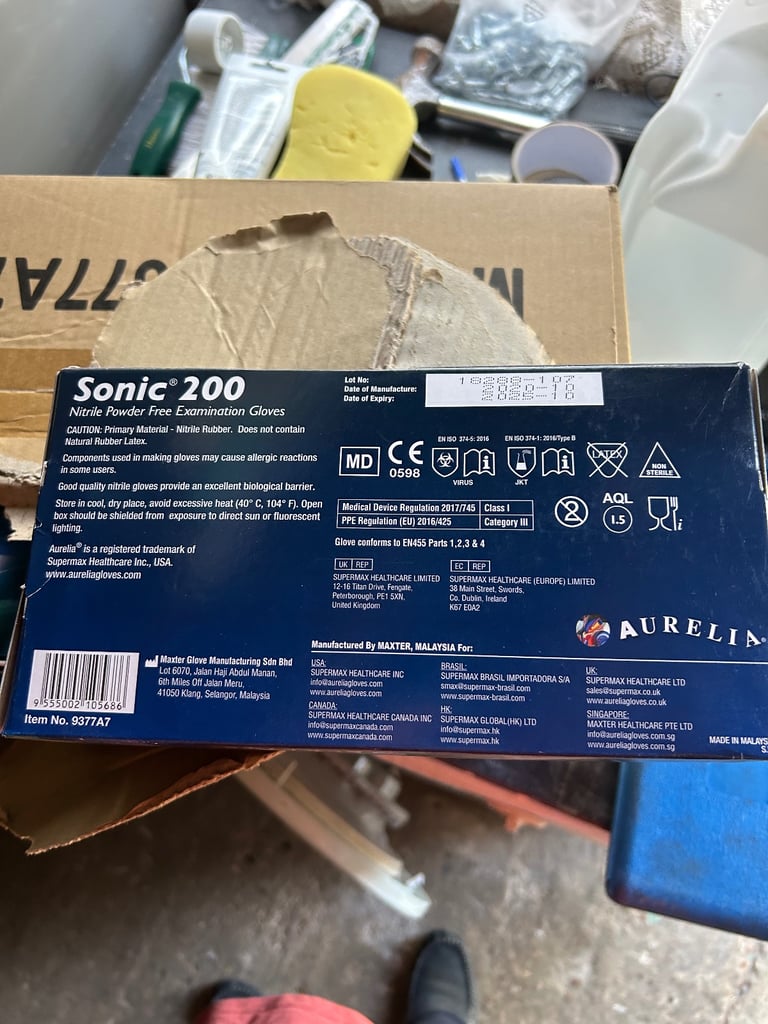 Sonic® 200
Nitrile Powder Free Examination Gloves
CAUTION: Primary Material - Nitrile Rubber. Does not contain
Natural Rubber Latex.
Components used in making gloves may cause allergic reactions
in some users.
Good quality nitrile gloves provide an excellent biological barrier.
Store in cool, dry place, avoid excessive heat (40° C, 104° F). Open
box should be shielded from exposure to direct sun or fluorescent
lighting.
Aurelia® is a registered trademark of
Supermax Healthcare Inc., USA.
www.aureliagloves.com
Lot No: 18288-107
Date of Manufacture: 2020-10
Date of Expiry: 2025-10
EN ISO 374-5: 2016
EN ISO 374-1: 2016/Type B
MD
CE
0598
VIRUS
JKT
LATEX
NON
STERILE
Medical Device Regulation 2017/745 Class I
PPE Regulation (EU) 2016/425 Category III
2
AQL
1.5
Glove conforms to EN455 Parts 1,2,3 & 4
UK REP
SUPERMAX HEALTHCARE LIMITED
12-16 Titan Drive, Fengate,
Peterborough, PE1 5XN,
United Kingdom
EC REP
SUPERMAX HEALTHCARE (EUROPE) LIMITED
38 Main Street, Swords,
Co. Dublin, Ireland
K67 E0A2
AURELIA
9 555002 105686
Item No. 9377A7
Maxter Glove Manufacturing Sdn Bhd
Lot 6070, Jalan Haji Abdul Manan,
6th Miles Off Jalan Meru,
41050 Klang, Selangor, Malaysia
Manufactured By MAXTER, MALAYSIA For:
USA:
SUPERMAX HEALTHCARE INC
info@aureliagloves.com
www.aureliagloves.com
CANADA:
SUPERMAX HEALTHCARE CANADA INC
info@supermaxcanada.com
www.supermaxcanada.com
BRASIL:
SUPERMAX BRASIL IMPORTADORA S/A
smax@supermax-brasil.com
www.supermax-brasil.com
HK:
SUPERMAX GLOBAL(HK) LTD
info@supermax.hk
www.supermax.hk
UK:
SUPERMAX HEALTHCARE LTD
sales@supermax.co.uk
www.supermax.co.uk
SINGAPORE:
MAXTER HEALTHCARE PTE LTD
info@aureliagloves.com.sg
www.aureliagloves.com.sg
MADE IN MALAYS